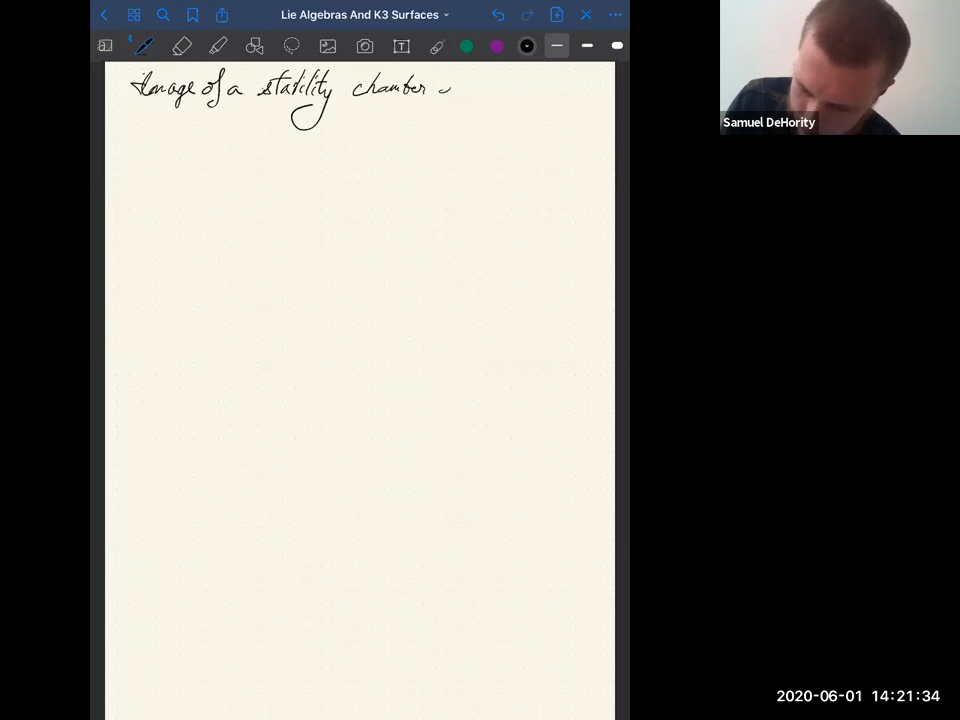 Lie Algebras And K3 Surfaces
Image of a stability chamber
Samuel DeHority
2020-06-01 14:21:34